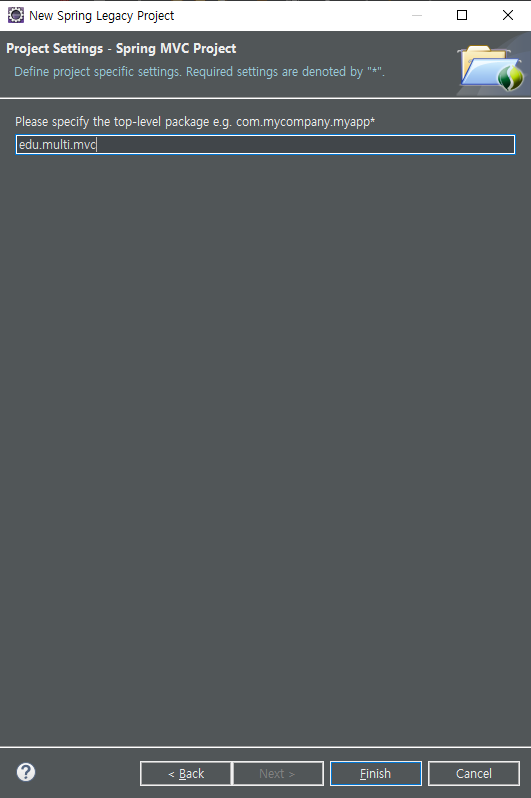 New Spring Legacy Project
Project Settings - Spring MVC Project
Define project specific settings. Required settings are denoted by "*".
Please specify the top-level package e.g. com.mycompany.myapp*
edu.multi.mvc
?
< Back
Next >
Finish
Cancel